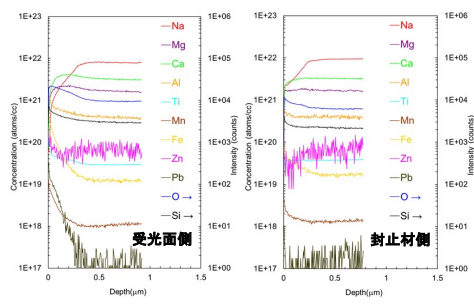 1E+23
1E+22
1E+21
1E+20
1E+19
1E+18
1E+17
Concentration (atoms/cc)
0
0.5
1
1.5
Depth(μm)
1E+06
1E+05
1E+04
1E+03
1E+02
1E+01
1E+00
Intensity (counts)
Na
Mg
Ca
Al
Ti
Mn
Fe
Zn
Pb
O →
Si →
受光面側
1E+23
1E+22
1E+21
1E+20
1E+19
1E+18
1E+17
Concentration (atoms/cc)
0
0.5
1
1.5
Depth(μm)
1E+06
1E+05
1E+04
1E+03
1E+02
1E+01
1E+00
Intensity (counts)
Na
Mg
Ca
Al
Ti
Mn
Fe
Zn
Pb
O →
Si →
封止材側